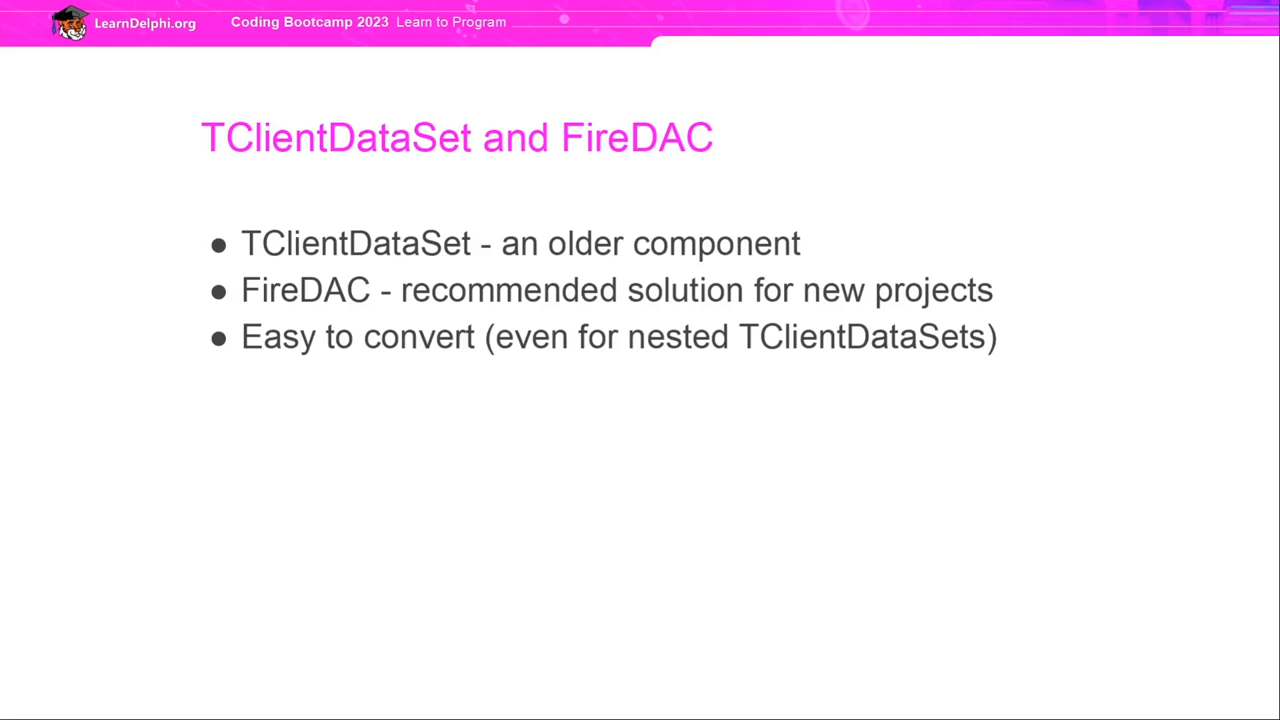 LearnDelphi.org
Coding Bootcamp 2023 Learn to Program
TClientDataSet and FireDAC
● TClientDataSet - an older component
● FireDAC - recommended solution for new projects
● Easy to convert (even for nested TClientDataSets)